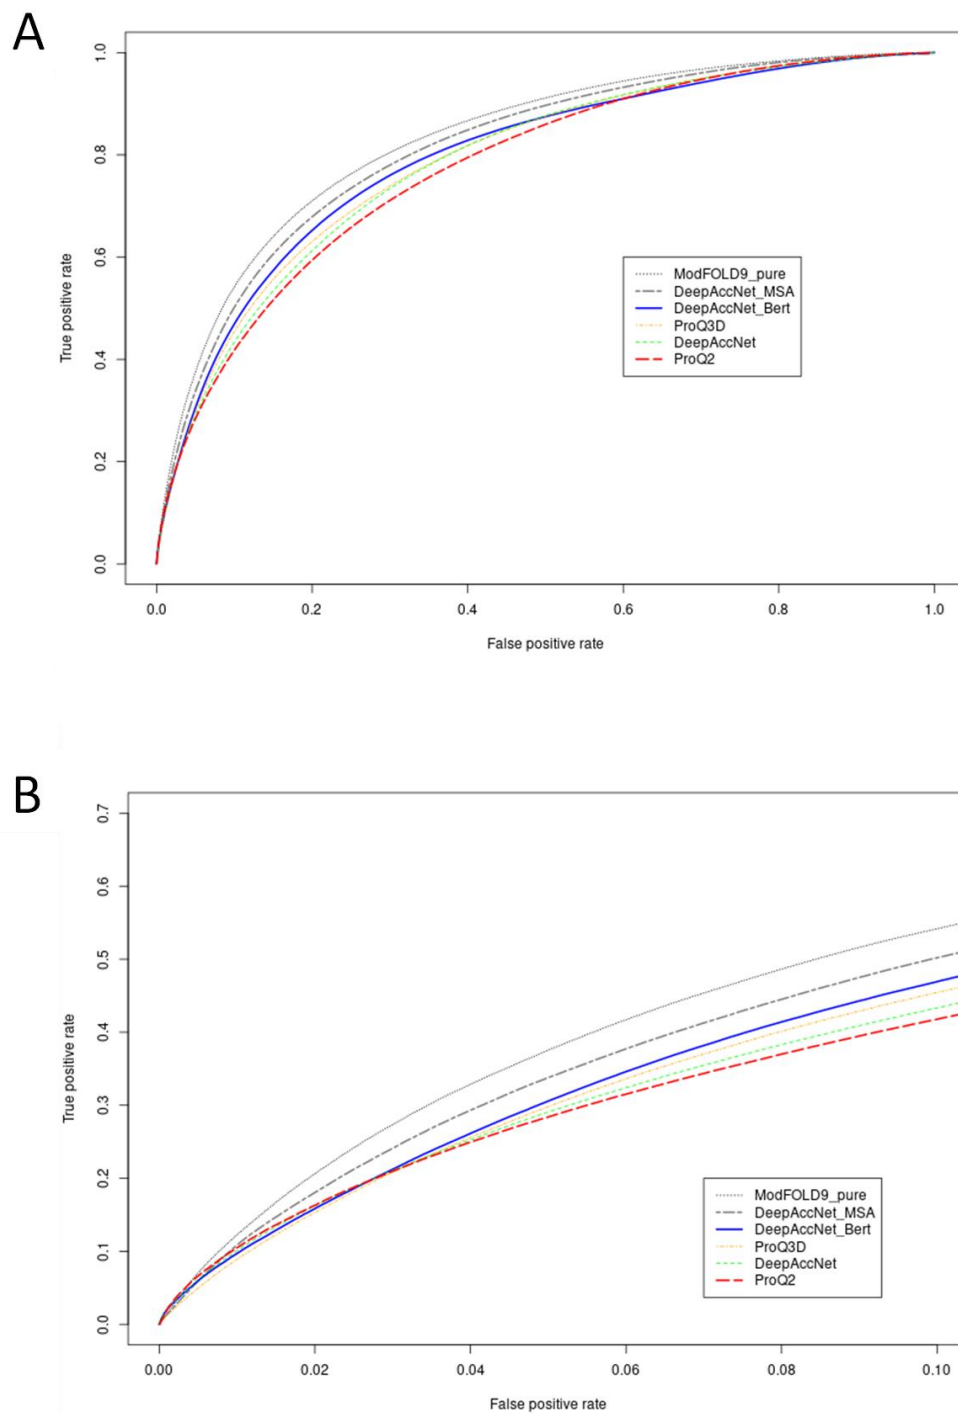 A
1.0
0.8
0.6
0.4
0.2
0.0
True positive rate
ModFOLD9_pure
DeepAccNet_MSA
DeepAccNet_Bert
ProQ3D
DeepAccNet
ProQ2
0.0 0.2 0.4 0.6 0.8 1.0
False positive rate
B
0.7
0.6
0.5
0.4
0.3
0.2
0.1
0.0
True positive rate
ModFOLD9_pure
DeepAccNet_MSA
DeepAccNet_Bert
ProQ3D
DeepAccNet
ProQ2
0.00 0.02 0.04 0.06 0.08 0.10
False positive rate